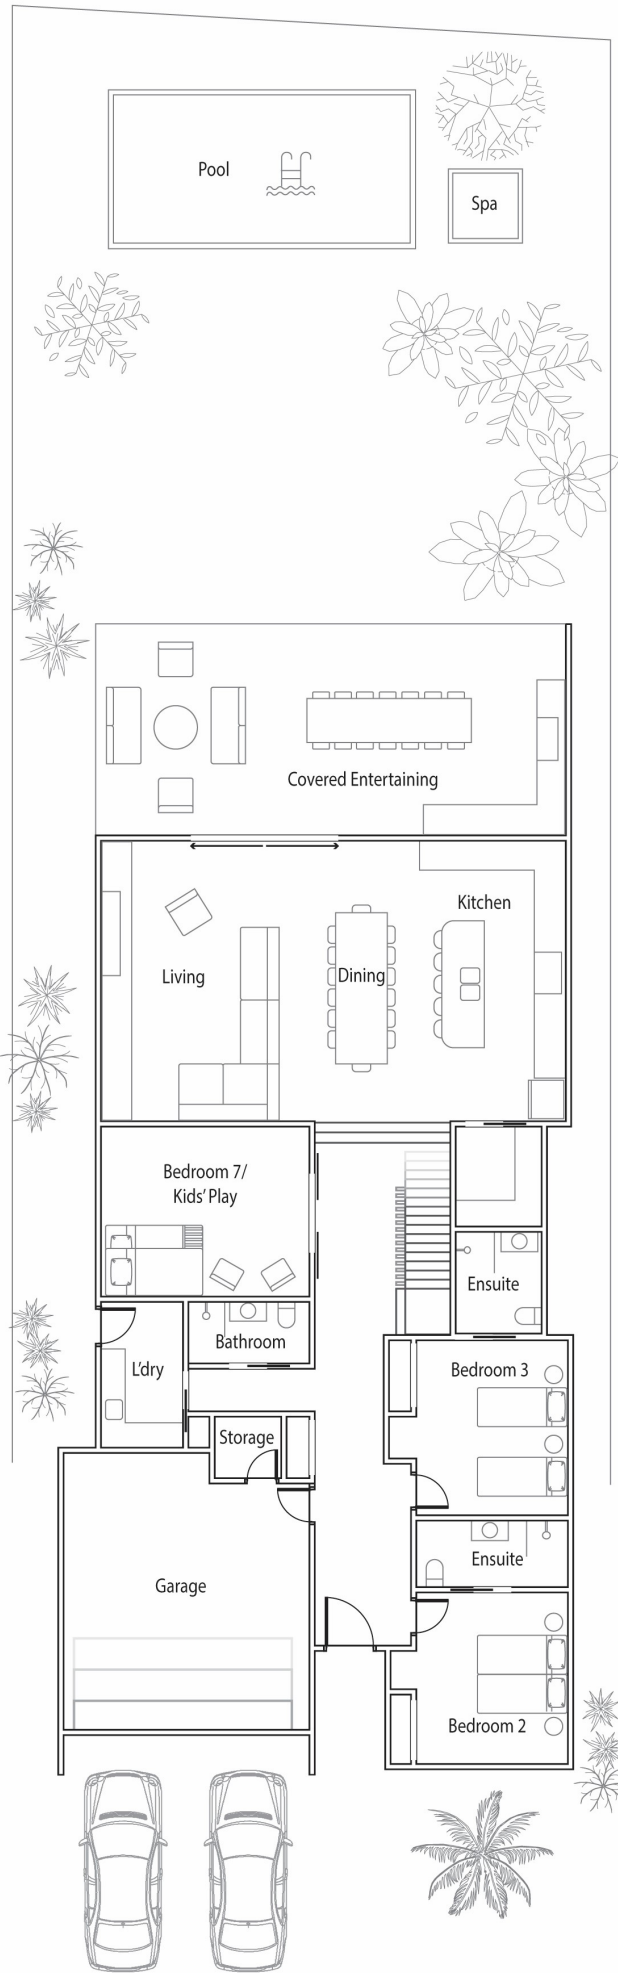 Pool
Spa
Covered Entertaining
Kitchen
Living
Dining
Bedroom 7/
Kids' Play
Ensuite
Bathroom
L'dry
Bedroom 3
Storage
Ensuite
Garage
Bedroom 2